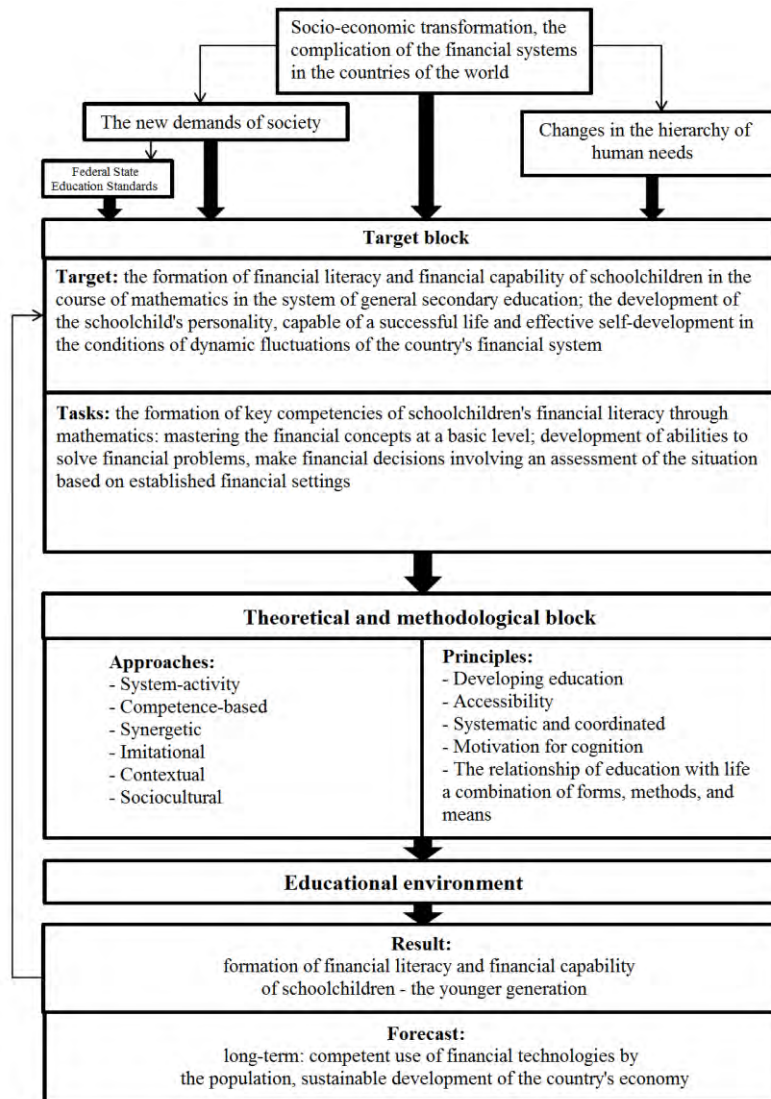 Socio-economic transformation, the
complication of the financial systems
in the countries of the world
The new demands of society
Changes in the hierarchy of
human needs
Federal State
Education Standards
Target block
Target: the formation of financial literacy and financial capability of schoolchildren in the
course of mathematics in the system of general secondary education; the development of
the schoolchild's personality, capable of a successful life and effective self-development in
the conditions of dynamic fluctuations of the country's financial system
Tasks: the formation of key competencies of schoolchildren's financial literacy through
mathematics: mastering the financial concepts at a basic level; development of abilities to
solve financial problems, make financial decisions involving an assessment of the situation
based on established financial settings
Theoretical and methodological block
Approaches:
- System-activity
- Competence-based
- Synergetic
- Imitational
- Contextual
- Sociocultural
Principles:
- Developing education
- Accessibility
- Systematic and coordinated
- Motivation for cognition
- The relationship of education with life
a combination of forms, methods, and
means
Educational environment
Result:
formation of financial literacy and financial capability
of schoolchildren - the younger generation
Forecast:
long-term: competent use of financial technologies by
the population, sustainable development of the country's economy